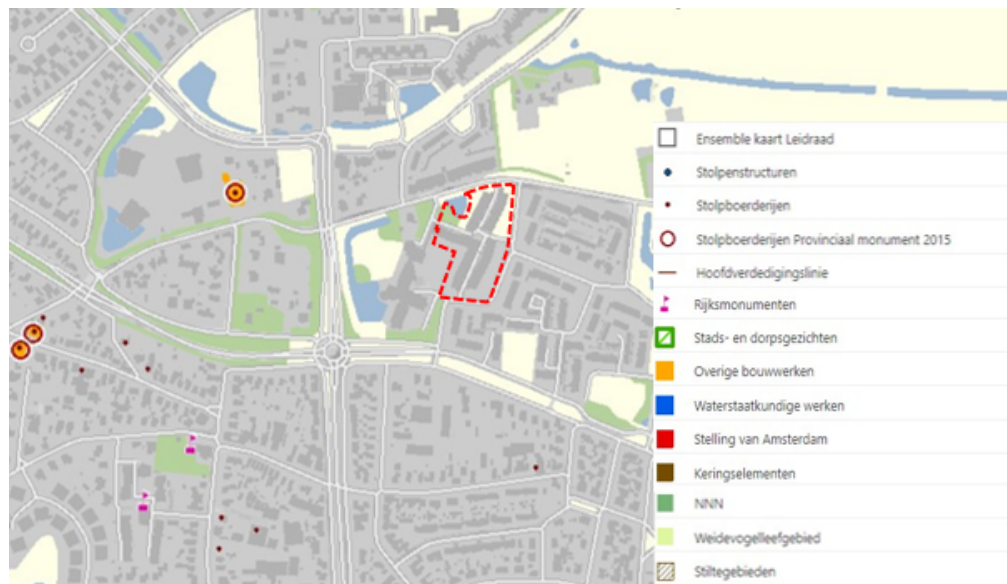 Ensemble kaart Leidraad
Stolpenstructuren
Stolpboerderijen
Stolpboerderijen Provinciaal monument 2015
Hoofdverdedigingslinie
Rijksmonumenten
Stads- en dorpsgezichten
Overige bouwwerken
Waterstaatkundige werken
Stelling van Amsterdam
Keringselementen
NNN
Weidevogelleefgebied
Stiltegebieden